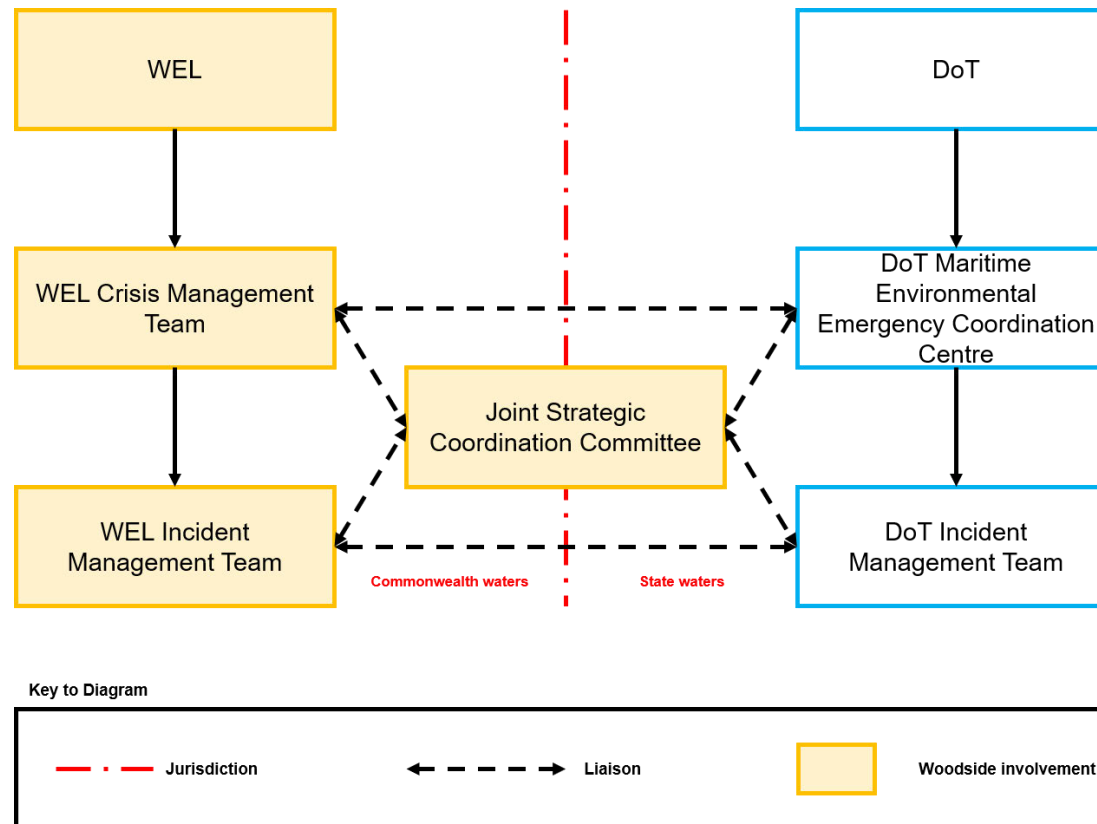 WEL
DoT
WEL Crisis Management
Team
DoT Maritime
Environmental
Emergency Coordination
Centre
Joint Strategic
Coordination Committee
WEL Incident
Management Team
DoT Incident
Management Team
Commonwealth waters
State waters
Key to Diagram
Jurisdiction
Liaison
Woodside involvement